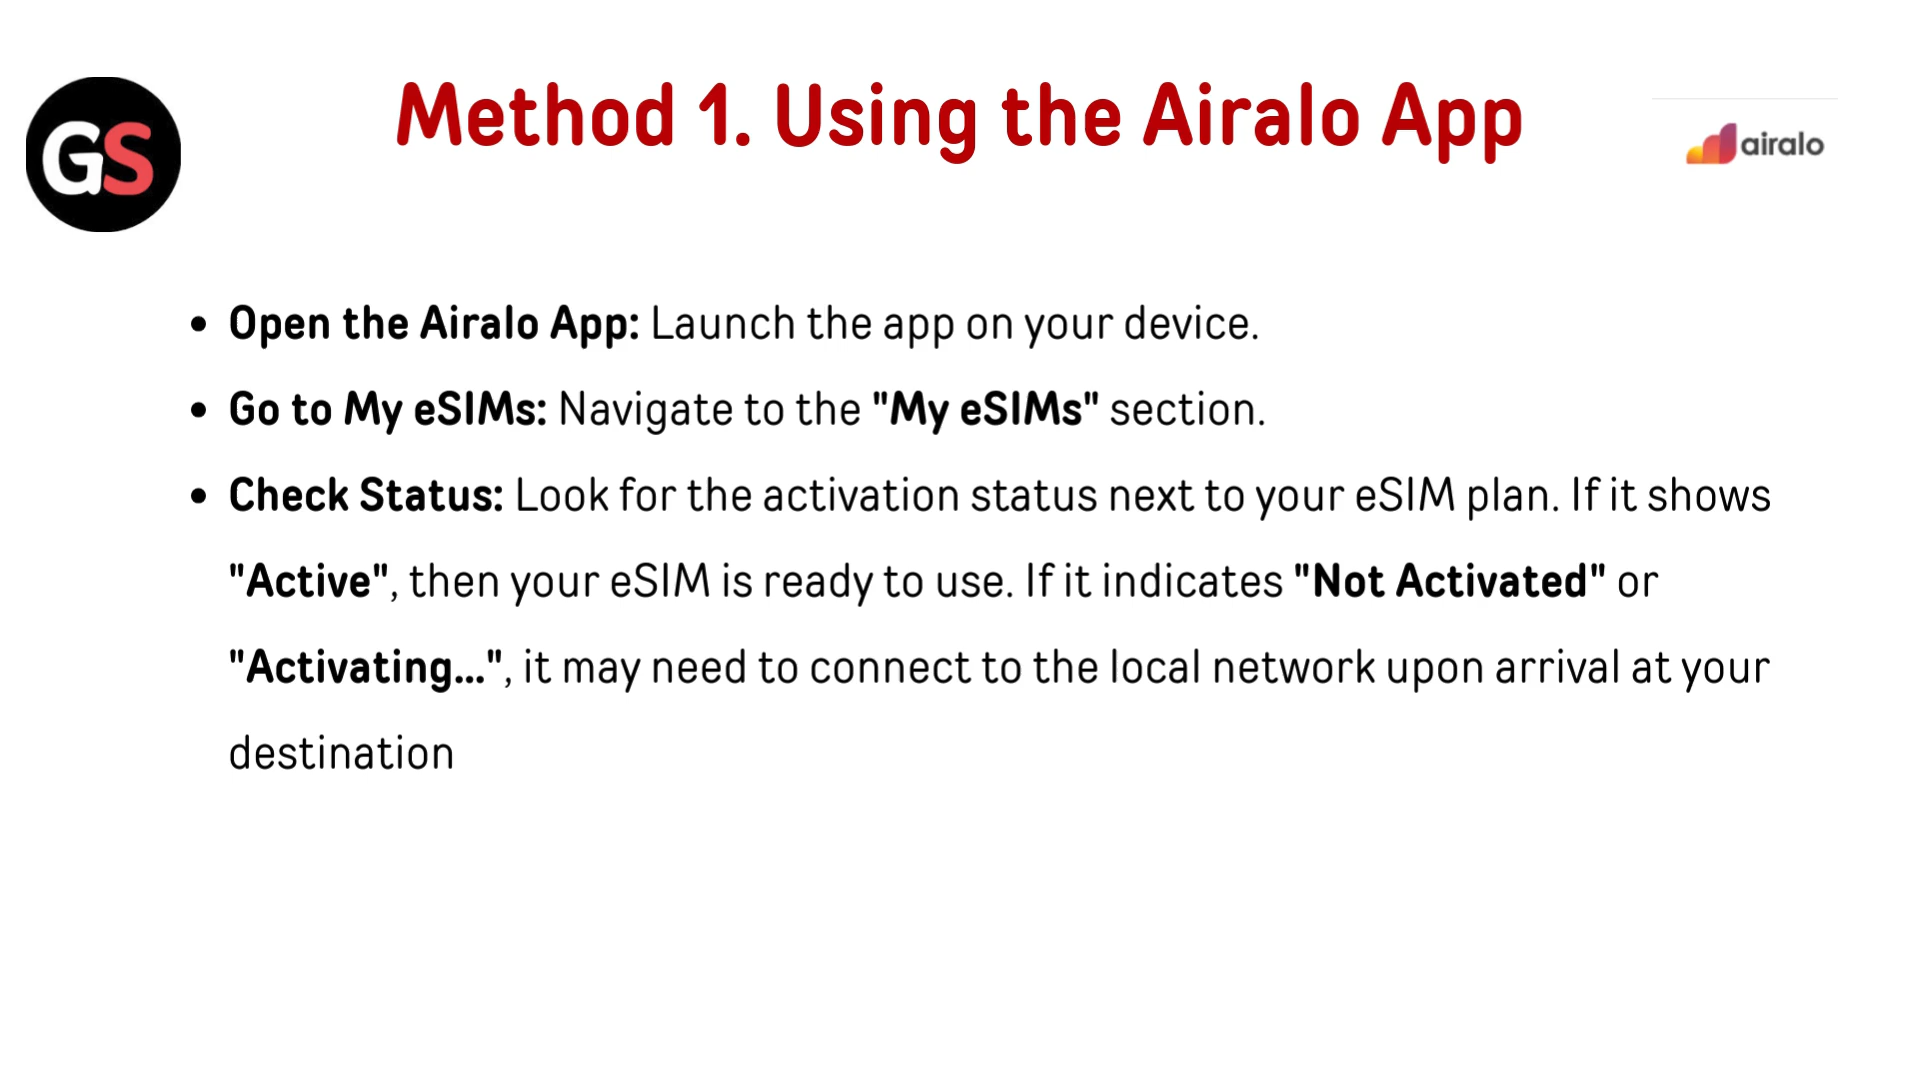 GS
Method 1. Using the Airalo App
airalo
• Open the Airalo App: Launch the app on your device.
• Go to My eSIMs: Navigate to the "My eSIMs" section.
• Check Status: Look for the activation status next to your eSIM plan. If it shows
"Active", then your eSIM is ready to use. If it indicates "Not Activated" or
"Activating...", it may need to connect to the local network upon arrival at your
destination